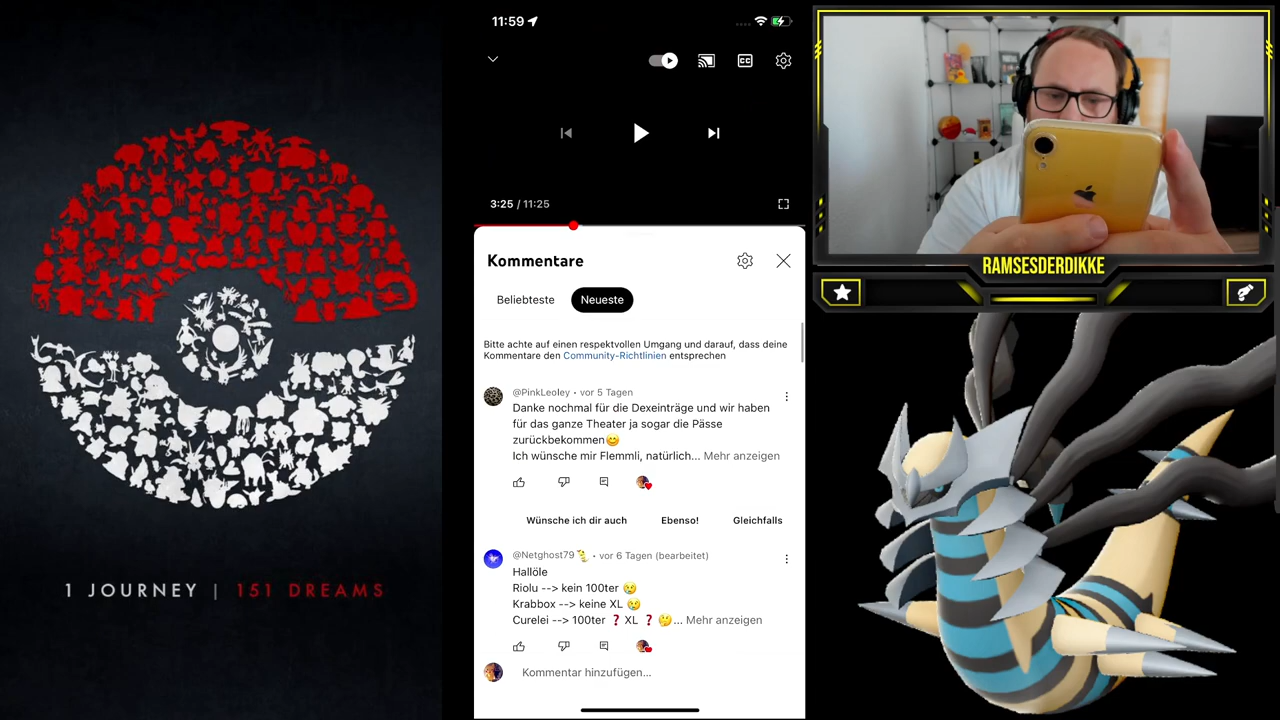 1 JOURNEY | 151 DREAMS
11:59
CC
3:25 / 11:25
Kommentare
Beliebteste
Neueste
Bitte achte auf einen respektvollen Umgang und darauf, dass deine
Kommentare den Community-Richtlinien entsprechen
@PinkLeoley • vor 5 Tagen
Danke nochmal für die Dexeinträge und wir haben
für das ganze Theater ja sogar die Pässe
zurückbekommen😊
Ich wünsche mir Flemmli, natürlich... Mehr anzeigen
Wünsche ich dir auch
Ebenso!
Gleichfalls
@Netghost79 • vor 6 Tagen (bearbeitet)
Hallöle
Riolu --> kein 100ter 😢
Krabbox --> keine XL 😢
Curelei --> 100ter ❓ XL ❓ 🤔... Mehr anzeigen
Kommentar hinzufügen...
RAMSESDERDIKKE